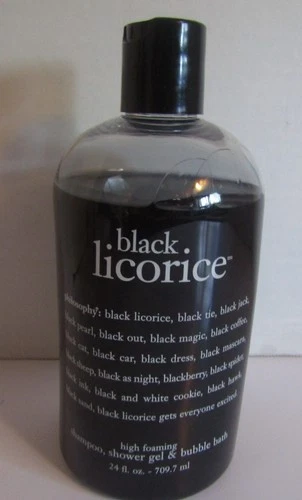 black
licorice™
philosophy: black licorice, black tie, black jack,
black pearl, black out, black magic, black coffee,
black cat, black car, black dress, black mascara,
black sheep, black as night, blackberry, black spider,
black ink, black and white cookie, black hawk,
black sand, black licorice gets everyone excited.
high foaming
shampoo, shower gel & bubble bath
24 fl. oz. - 709.7 ml